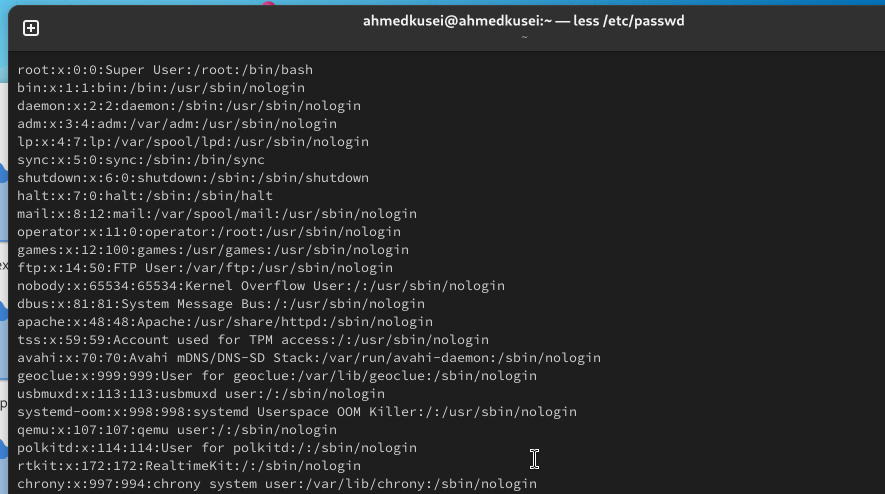 ahmedkusei@ahmedkusei:~ — less /etc/passwd
~
root:x:0:0:Super User:/root:/bin/bash
bin:x:1:1:bin:/bin:/usr/sbin/nologin
daemon:x:2:2:daemon:/sbin:/usr/sbin/nologin
adm:x:3:4:adm:/var/adm:/usr/sbin/nologin
lp:x:4:7:lp:/var/spool/lpd:/usr/sbin/nologin
sync:x:5:0:sync:/sbin:/bin/sync
shutdown:x:6:0:shutdown:/sbin:/sbin/shutdown
halt:x:7:0:halt:/sbin:/sbin/halt
mail:x:8:12:mail:/var/spool/mail:/usr/sbin/nologin
operator:x:11:0:operator:/root:/usr/sbin/nologin
games:x:12:100:games:/usr/games:/usr/sbin/nologin
ftp:x:14:50:FTP User:/var/ftp:/usr/sbin/nologin
nobody:x:65534:65534:Kernel Overflow User:/:/usr/sbin/nologin
dbus:x:81:81:System Message Bus:/:/usr/sbin/nologin
apache:x:48:48:Apache:/usr/share/httpd:/sbin/nologin
tss:x:59:59:Account used for TPM access:/:/usr/sbin/nologin
avahi:x:70:70:Avahi mDNS/DNS-SD Stack:/var/run/avahi-daemon:/sbin/nologin
geoclue:x:999:999:User for geoclue:/var/lib/geoclue:/sbin/nologin
usbmuxd:x:113:113:usbmuxd user:/:/sbin/nologin
systemd-oom:x:998:998:systemd Userspace OOM Killer:/:/usr/sbin/nologin
qemu:x:107:107:qemu user:/:/sbin/nologin
polkitd:x:114:114:User for polkitd:/:/sbin/nologin
rtkit:x:172:172:RealtimeKit:/:/sbin/nologin
chrony:x:997:994:chrony system user:/var/lib/chrony:/sbin/nologin